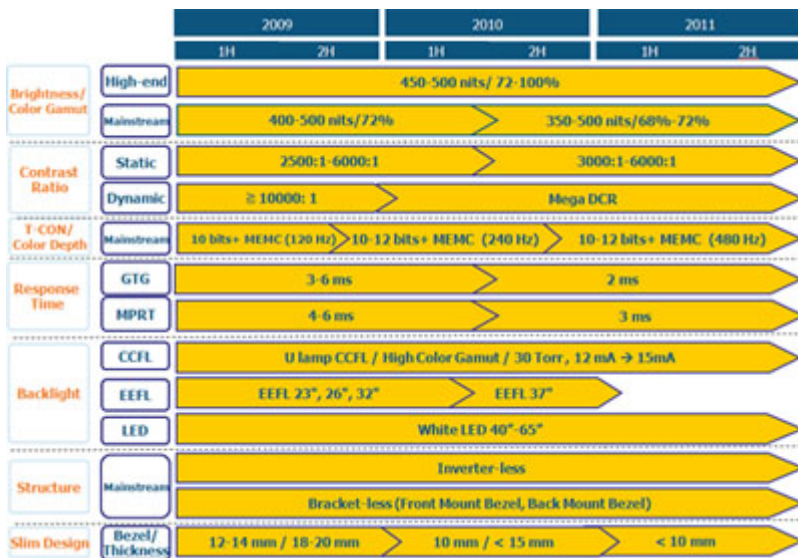 2009 2010 2011
1H 2H 1H 2H 1H 2H
Brightness/
Color Gamut
High-end
450-500 nits/ 72-100%
Mainstream
400-500 nits/72% 350-500 nits/68%-72%
Contrast
Ratio
Static
2500:1-6000:1 3000:1-6000:1
Dynamic
≧ 10000: 1 Mega DCR
T-CON/
Color Depth
Mainstream
10 bits+ MEMC (120 Hz) 10-12 bits+ MEMC (240 Hz) 10-12 bits+ MEMC (480 Hz)
Response
Time
GTG
3-6 ms 2 ms
MPRT
4-6 ms 3 ms
Backlight
CCFL
U lamp CCFL / High Color Gamut / 30 Torr, 12 mA → 15mA
EEFL
EEFL 23", 26", 32" EEFL 37"
LED
White LED 40"-65"
Structure
Mainstream
Inverter-less
Bracket-less (Front Mount Bezel, Back Mount Bezel)
Slim Design
Bezel/
Thickness
12-14 mm / 18-20 mm 10 mm / < 15 mm < 10 mm